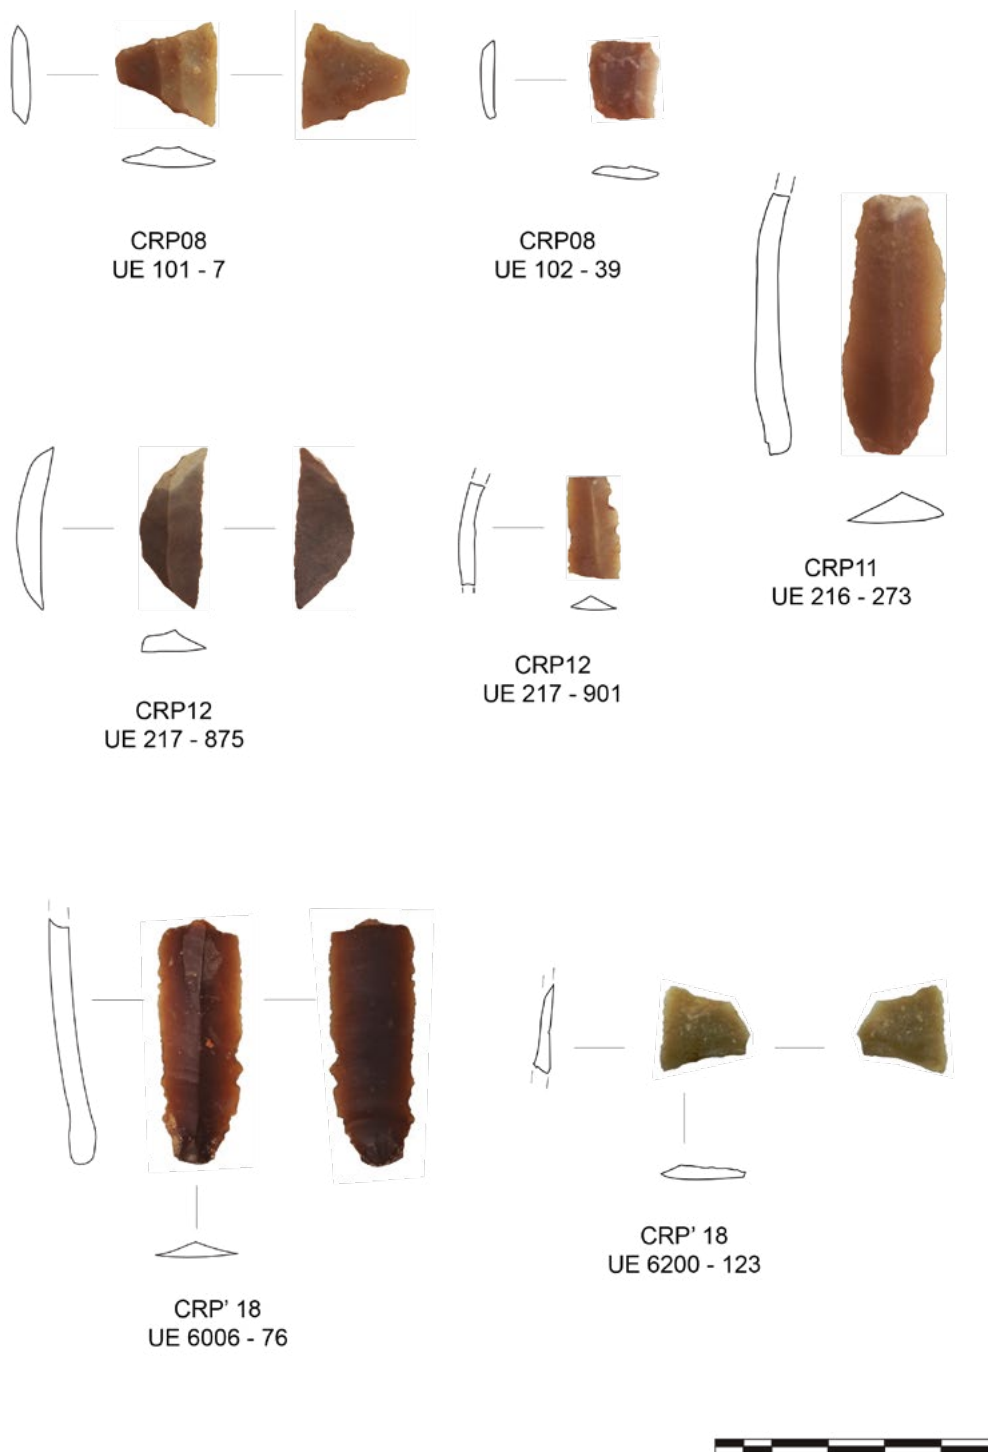 CRP08
UE 101 - 7
CRP08
UE 102 - 39
CRP11
UE 216 - 273
CRP12
UE 217 - 901
CRP12
UE 217 - 875
CRP' 18
UE 6200 - 123
CRP' 18
UE 6006 - 76